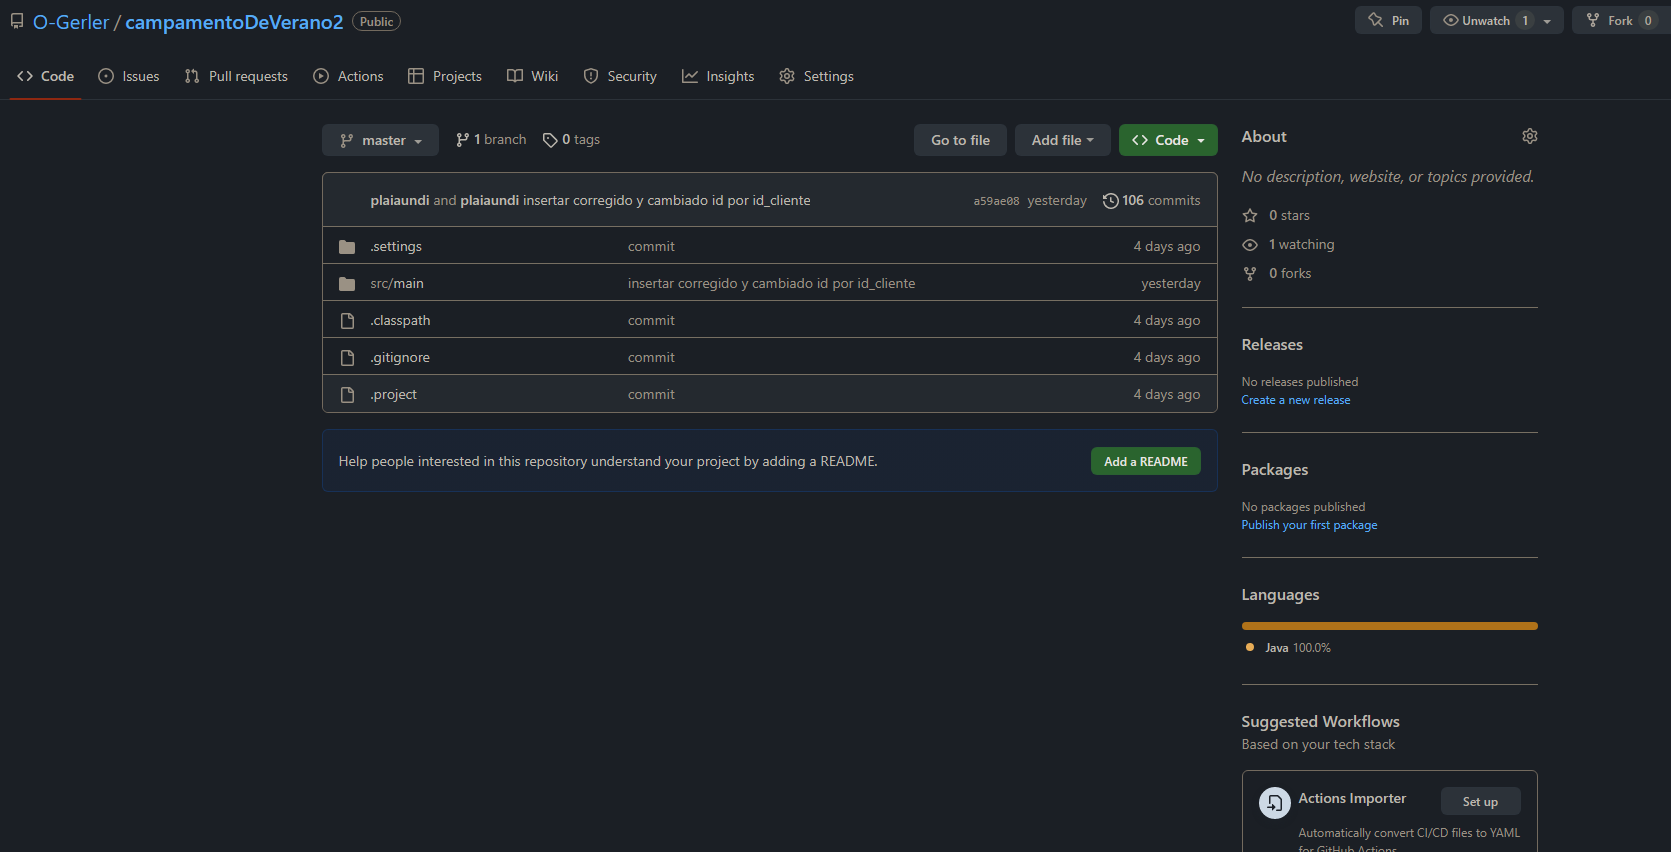 O-Gerler / campamentoDeVerano2 Public
Pin Unwatch 1 Fork 0
Code Issues Pull requests Actions Projects Wiki Security Insights Settings
master 1 branch 0 tags Go to file Add file Code
plaiaundi and plaiaundi insertar corregido y cambiado id por id_cliente a59ae08 yesterday 106 commits
.settings commit 4 days ago
src/main insertar corregido y cambiado id por id_cliente yesterday
.classpath commit 4 days ago
.gitignore commit 4 days ago
.project commit 4 days ago
Help people interested in this repository understand your project by adding a README. Add a README
About
No description, website, or topics provided.
0 stars
1 watching
0 forks
Releases
No releases published
Create a new release
Packages
No packages published
Publish your first package
Languages
Java 100.0%
Suggested Workflows
Based on your tech stack
Actions Importer Set up
Automatically convert CI/CD files to YAML
for GitHub Actions.